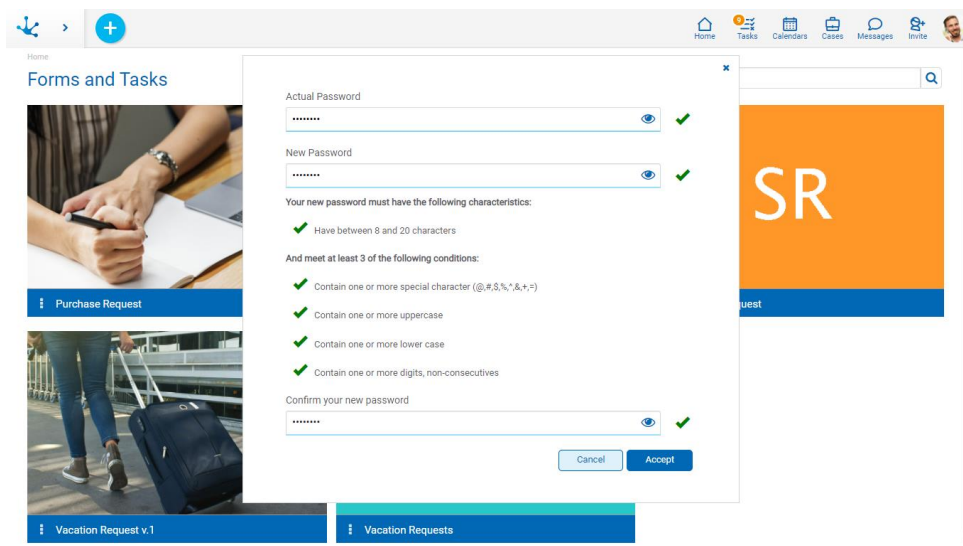 9
Home
Tasks
Calendars
Cases
Messages
Invite
Home
Forms and Tasks
Actual Password
••••••••
New Password
••••••••
Your new password must have the following characteristics:
Have between 8 and 20 characters
And meet at least 3 of the following conditions:
Contain one or more special character (@,#,$,%,^,&,+,=)
Contain one or more uppercase
Contain one or more lower case
Contain one or more digits, non-consecutives
Confirm your new password
••••••••
Cancel
Accept
SR
Purchase Request
uest
Vacation Request v.1
Vacation Requests